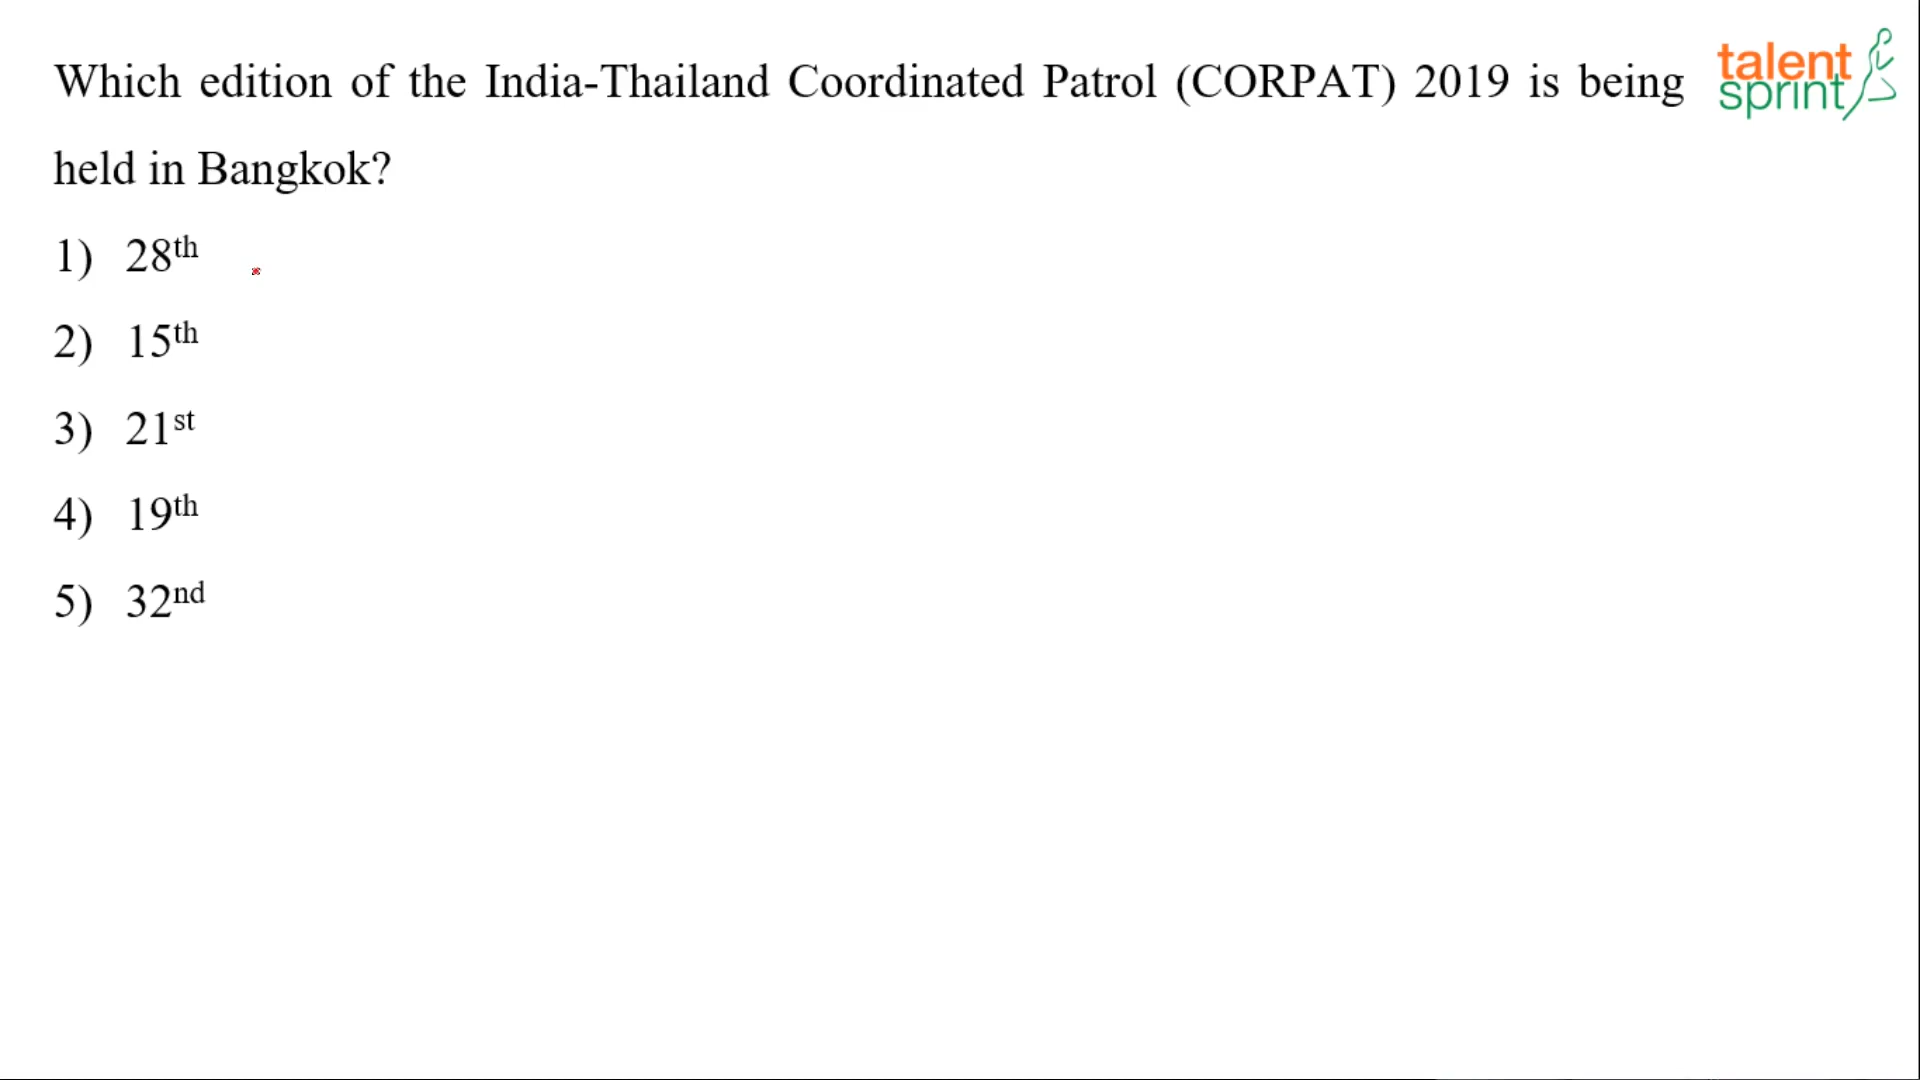 Which edition of the India-Thailand Coordinated Patrol (CORPAT) 2019 is being
held in Bangkok?
1) 28th
2) 15th
3) 21st
4) 19th
5) 32nd
talent
sprint